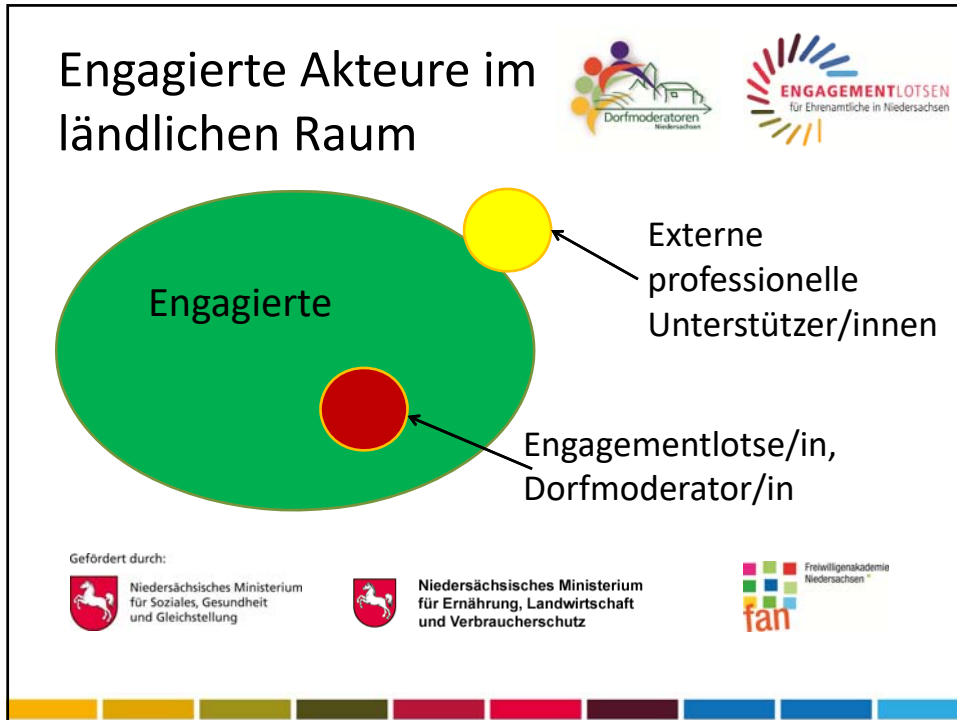 Engagierte Akteure im
ländlichen Raum
Dorfmoderatoren
Niedersachsen
ENGAGEMENTLOTSEN
für Ehrenamtliche in Niedersachsen
Engagierte
Externe
professionelle
Unterstützer/innen
Engagementlotse/in,
Dorfmoderator/in
Gefördert durch:
Niedersächsisches Ministerium
für Soziales, Gesundheit
und Gleichstellung
Niedersächsisches Ministerium
für Ernährung, Landwirtschaft
und Verbraucherschutz
Freiwilligenakademie
Niedersachsen
fan